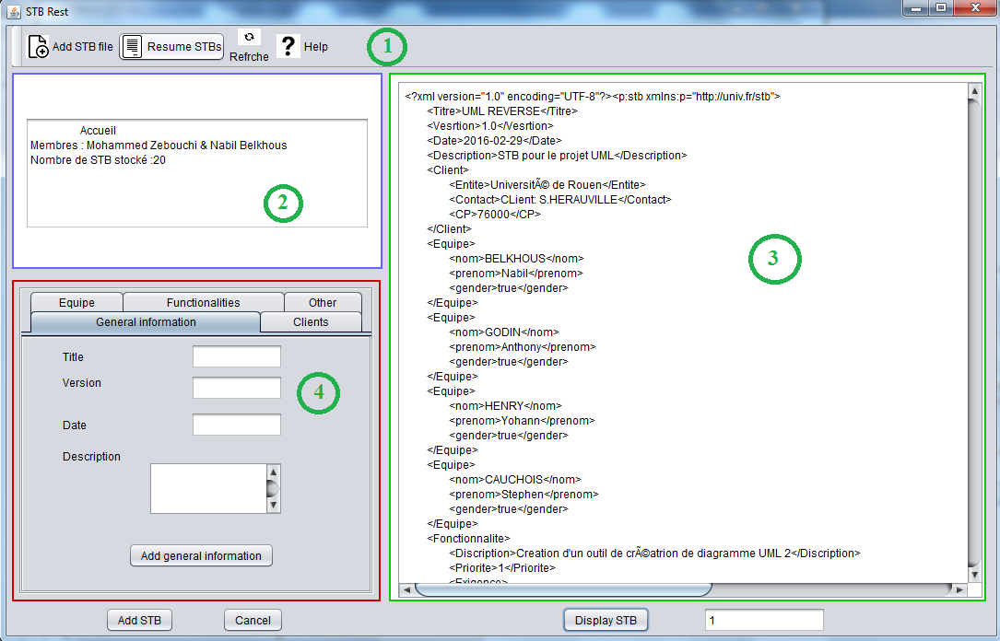 STB Rest
Add STB file
Resume STBs
Refrche
Help
1
Accueil
Membres : Mohammed Zebouchi & Nabil Belkhous
Nombre de STB stocké :20
2
Equipe Functionalities Other
General information Clients
Title
Version
Date
Description
4
Add general information
Add STB Cancel
<?xml version="1.0" encoding="UTF-8"?><p:stb xmlns:p="http://univ.fr/stb">
<Titre>UML REVERSE</Titre>
<Vesrtion>1.0</Vesrtion>
<Date>2016-02-29</Date>
<Description>STB pour le projet UML</Discription>
<Client>
<Entite>Université de Rouen</Entite>
<Contact>CLient: S.HERAUVILLE</Contact>
<CP>76000</CP>
</Client>
<Equipe>
<nom>BELKHOUS</nom>
<prenom>Nabil</prenom>
<gender>true</gender>
</Equipe>
<Equipe>
<nom>GODIN</nom>
<prenom>Anthony</prenom>
<gender>true</gender>
</Equipe>
<Equipe>
<nom>HENRY</nom>
<prenom>Yohann</prenom>
<gender>true</gender>
</Equipe>
<Equipe>
<nom>CAUCHOIS</nom>
<prenom>Stephen</prenom>
<gender>true</gender>
</Equipe>
<Fonctionnalite>
<Discription>Creation d'un outil de création de diagramme UML 2</Discription>
<Priorite>1</Priorite>
<Exigence>
3
Display STB 1